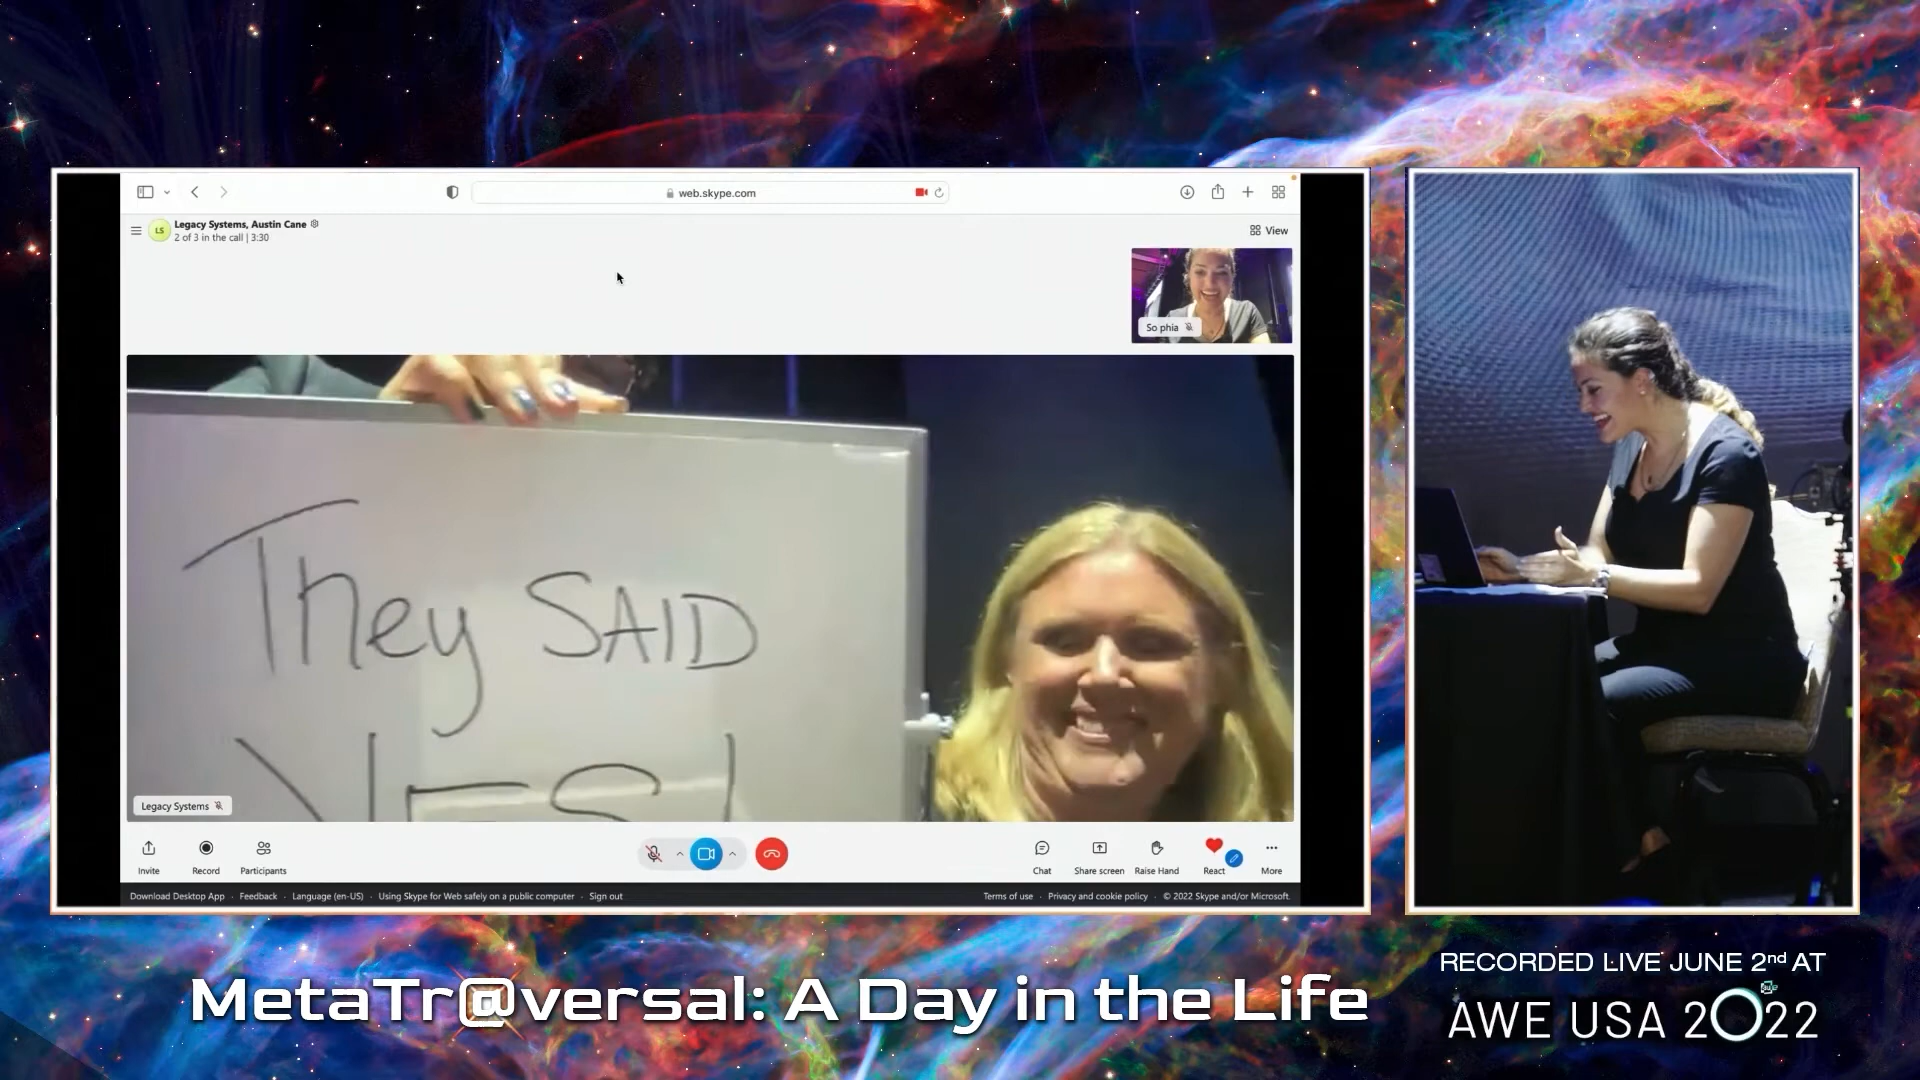 web.skype.com
LS
Legacy Systems, Austin Cane
2 of 3 in the call | 3:30
View
So phia
They SAID
YES!
Legacy Systems
Invite
Record
Participants
Chat
Share screen
Raise Hand
React
More
Download Desktop App · Feedback · Language (en-US) · Using Skype for Web safely on a public computer · Sign out
Terms of use · Privacy and cookie policy · © 2022 Skype and/or Microsoft.
MetaTr@versal: A Day in the Life
RECORDED LIVE JUNE 2nd AT
AWE USA 2022